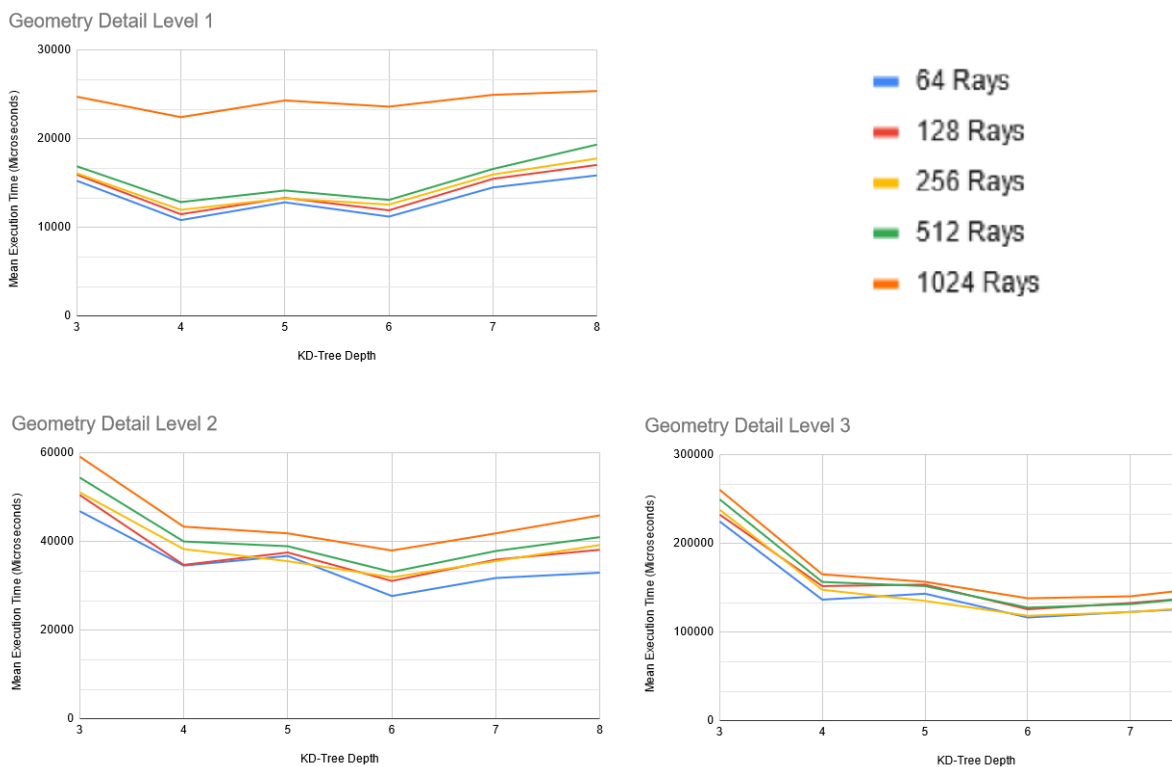 Geometry Detail Level 1
Mean Execution Time (Microseconds)
30000
20000
10000
0
3 4 5 6 7 8
KD-Tree Depth
64 Rays
128 Rays
256 Rays
512 Rays
1024 Rays
Geometry Detail Level 2
Mean Execution Time (Microseconds)
60000
40000
20000
0
3 4 5 6 7 8
KD-Tree Depth
Geometry Detail Level 3
Mean Execution Time (Microseconds)
300000
200000
100000
0
3 4 5 6 7
KD-Tree Depth